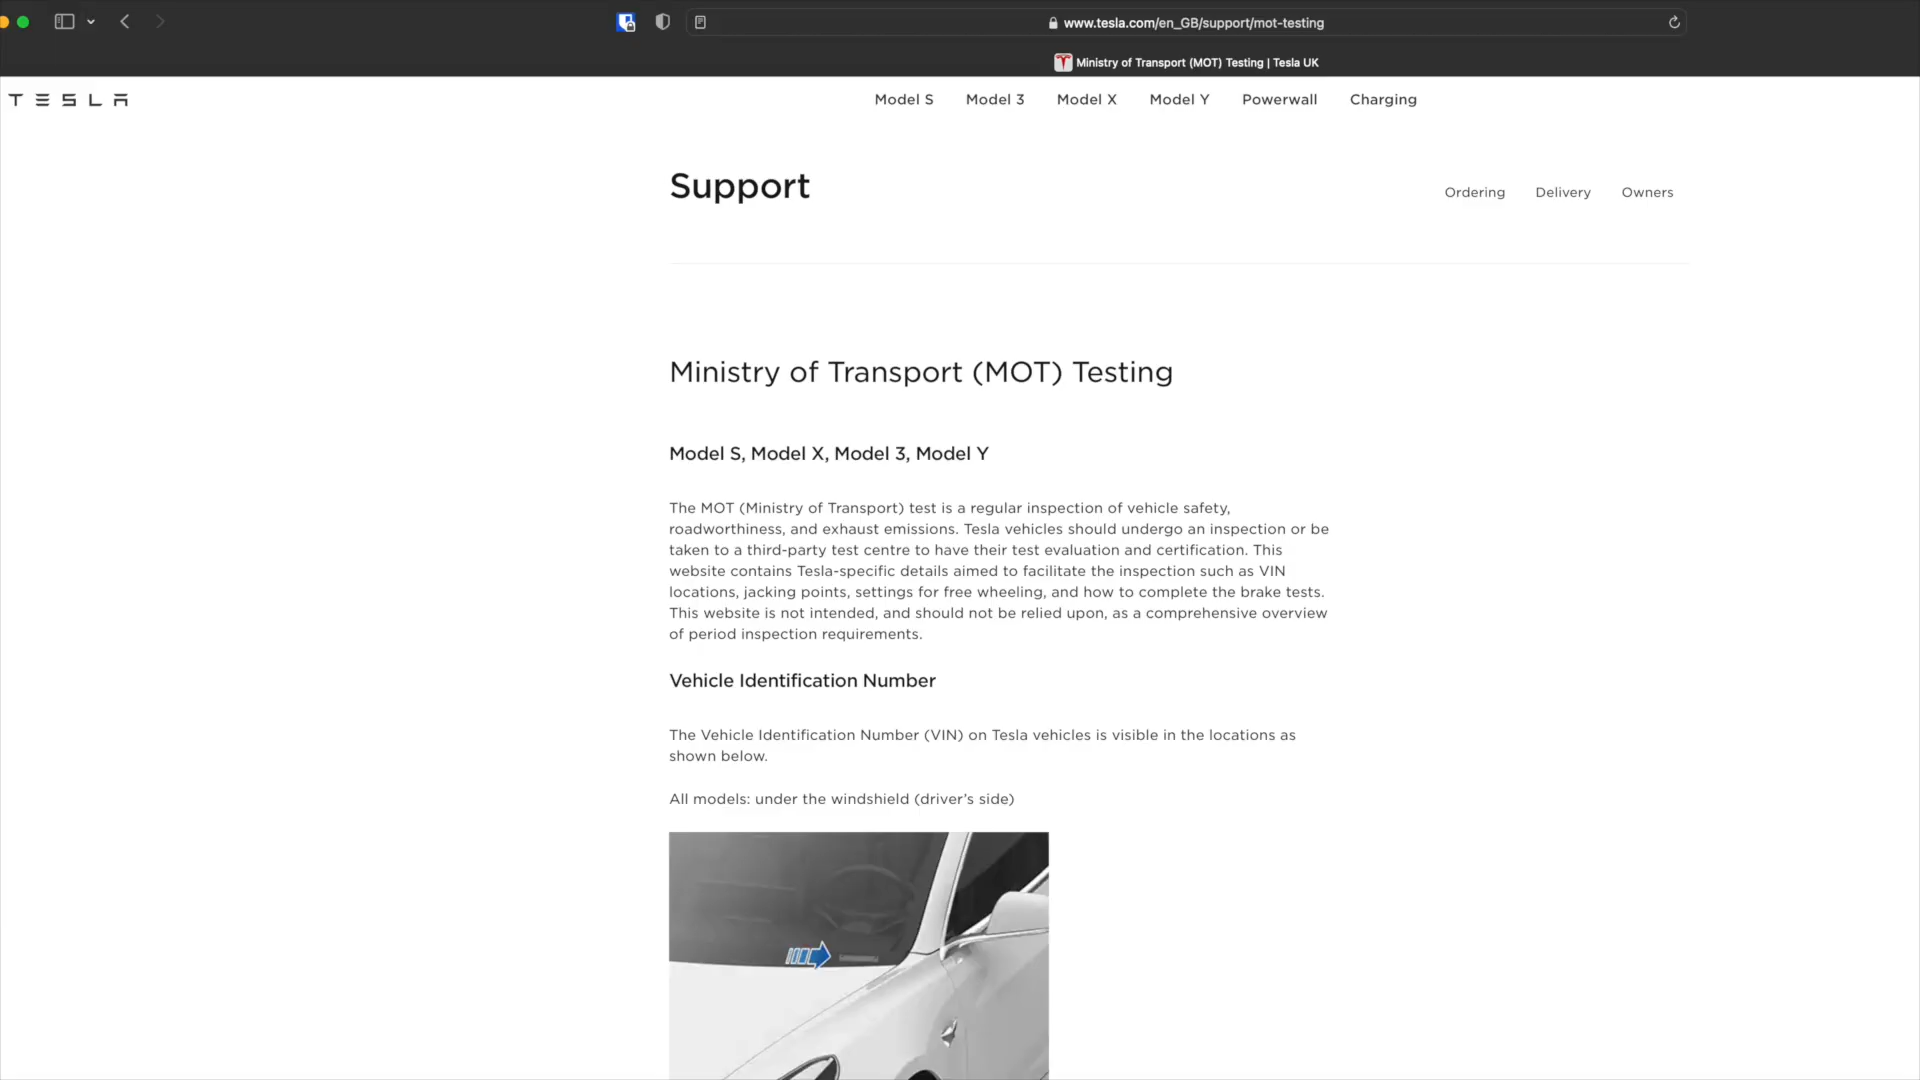 www.tesla.com/en_GB/support/mot-testing
Ministry of Transport (MOT) Testing | Tesla UK
TESLA
Model S Model 3 Model X Model Y Powerwall Charging
Support
Ordering Delivery Owners
Ministry of Transport (MOT) Testing
Model S, Model X, Model 3, Model Y
The MOT (Ministry of Transport) test is a regular inspection of vehicle safety,
roadworthiness, and exhaust emissions. Tesla vehicles should undergo an inspection or be
taken to a third-party test centre to have their test evaluation and certification. This
website contains Tesla-specific details aimed to facilitate the inspection such as VIN
locations, jacking points, settings for free wheeling, and how to complete the brake tests.
This website is not intended, and should not be relied upon, as a comprehensive overview
of period inspection requirements.
Vehicle Identification Number
The Vehicle Identification Number (VIN) on Tesla vehicles is visible in the locations as
shown below.
All models: under the windshield (driver’s side)